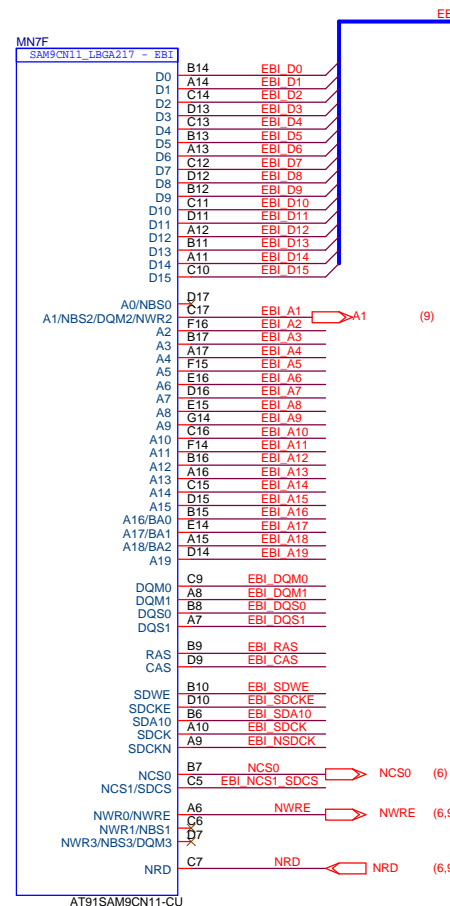 EB
MN7F
SAM9CN11_LBGA217 - EBI
D0 B14 EBI_D0
D1 A14 EBI_D1
D2 C14 EBI_D2
D3 D13 EBI_D3
D4 C13 EBI_D4
D5 B13 EBI_D5
D6 A13 EBI_D6
D7 C12 EBI_D7
D8 D12 EBI_D8
D9 B12 EBI_D9
D10 C11 EBI_D10
D11 D11 EBI_D11
D12 A12 EBI_D12
D13 B11 EBI_D13
D14 A11 EBI_D14
D15 C10 EBI_D15
A0/NBS0 D17
A1/NBS2/DQM2/NWR2 C17 EBI_A1 A1 (9)
A2 F16 EBI_A2
A3 B17 EBI_A3
A4 A17 EBI_A4
A5 F15 EBI_A5
A6 E16 EBI_A6
A7 D16 EBI_A7
A8 E15 EBI_A8
A9 G14 EBI_A9
A10 C16 EBI_A10
A11 F14 EBI_A11
A12 B16 EBI_A12
A13 A16 EBI_A13
A14 C15 EBI_A14
A15 D15 EBI_A15
A16/BA0 B15 EBI_A16
A17/BA1 E14 EBI_A17
A18/BA2 A15 EBI_A18
A19 D14 EBI_A19
DQM0 C9 EBI_DQM0
DQM1 A8 EBI_DQM1
DQS0 B8 EBI_DQS0
DQS1 A7 EBI_DQS1
RAS B9 EBI_RAS
CAS D9 EBI_CAS
SDWE B10 EBI_SDWE
SDCKE D10 EBI_SDCKE
SDA10 B6 EBI_SDA10
SDCK A10 EBI_SDCK
SDCKN A9 EBI_NSDCK
NCS0 B7 NCS0 NCS0 (6)
NCS1/SDCS C5 EBI_NCS1_SDCS
NWR0/NWRE A6 NWRE NWRE (6,9
NWR1/NBS1 C6
NWR3/NBS3/DQM3 D7
NRD C7 NRD NRD (6,9
AT91SAM9CN11-CU